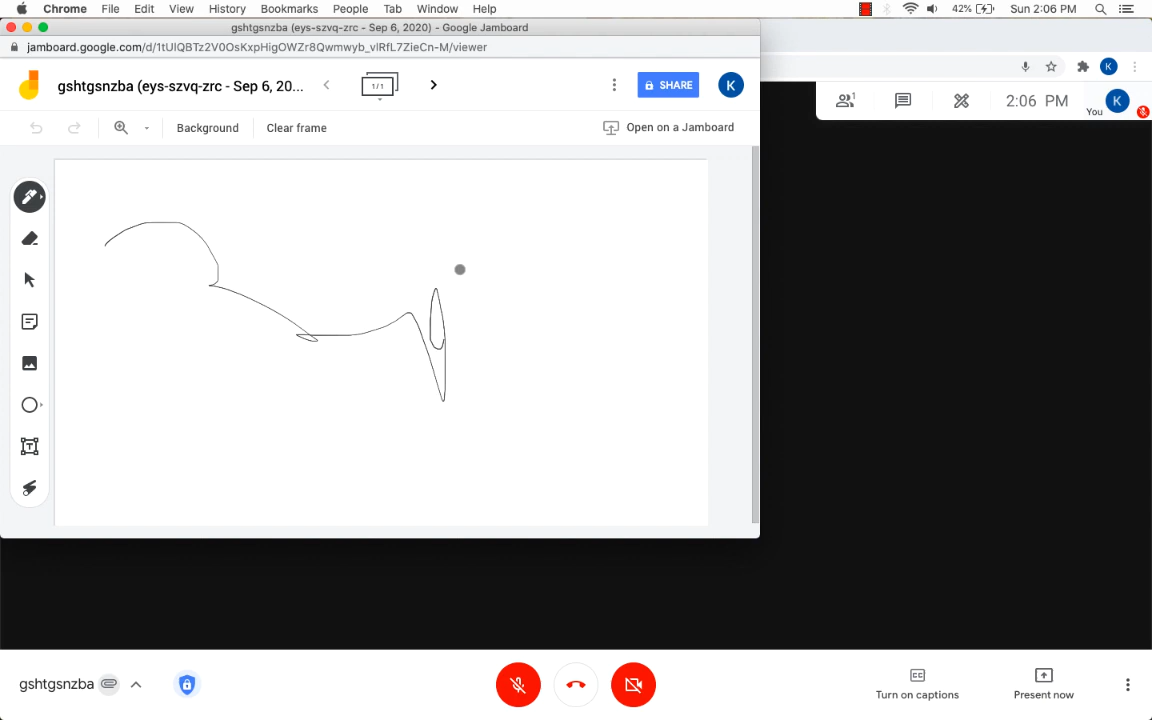 Chrome File Edit View History Bookmarks People Tab Window Help 42% Sun 2:06 PM
gshtgsnzba (eys-szvq-zrc - Sep 6, 2020) - Google Jamboard
jamboard.google.com/d/1tUlQBTz2V0OsKxpHigOWZr8Qwmwyb_vlRfL7ZieCn-M/viewer
K
gshtgsnzba (eys-szvq-zrc - Sep 6, 20... 1/1 SHARE K
1 2:06 PM You K
Background Clear frame Open on a Jamboard
T
gshtgsnzba
Turn on captions
Present now